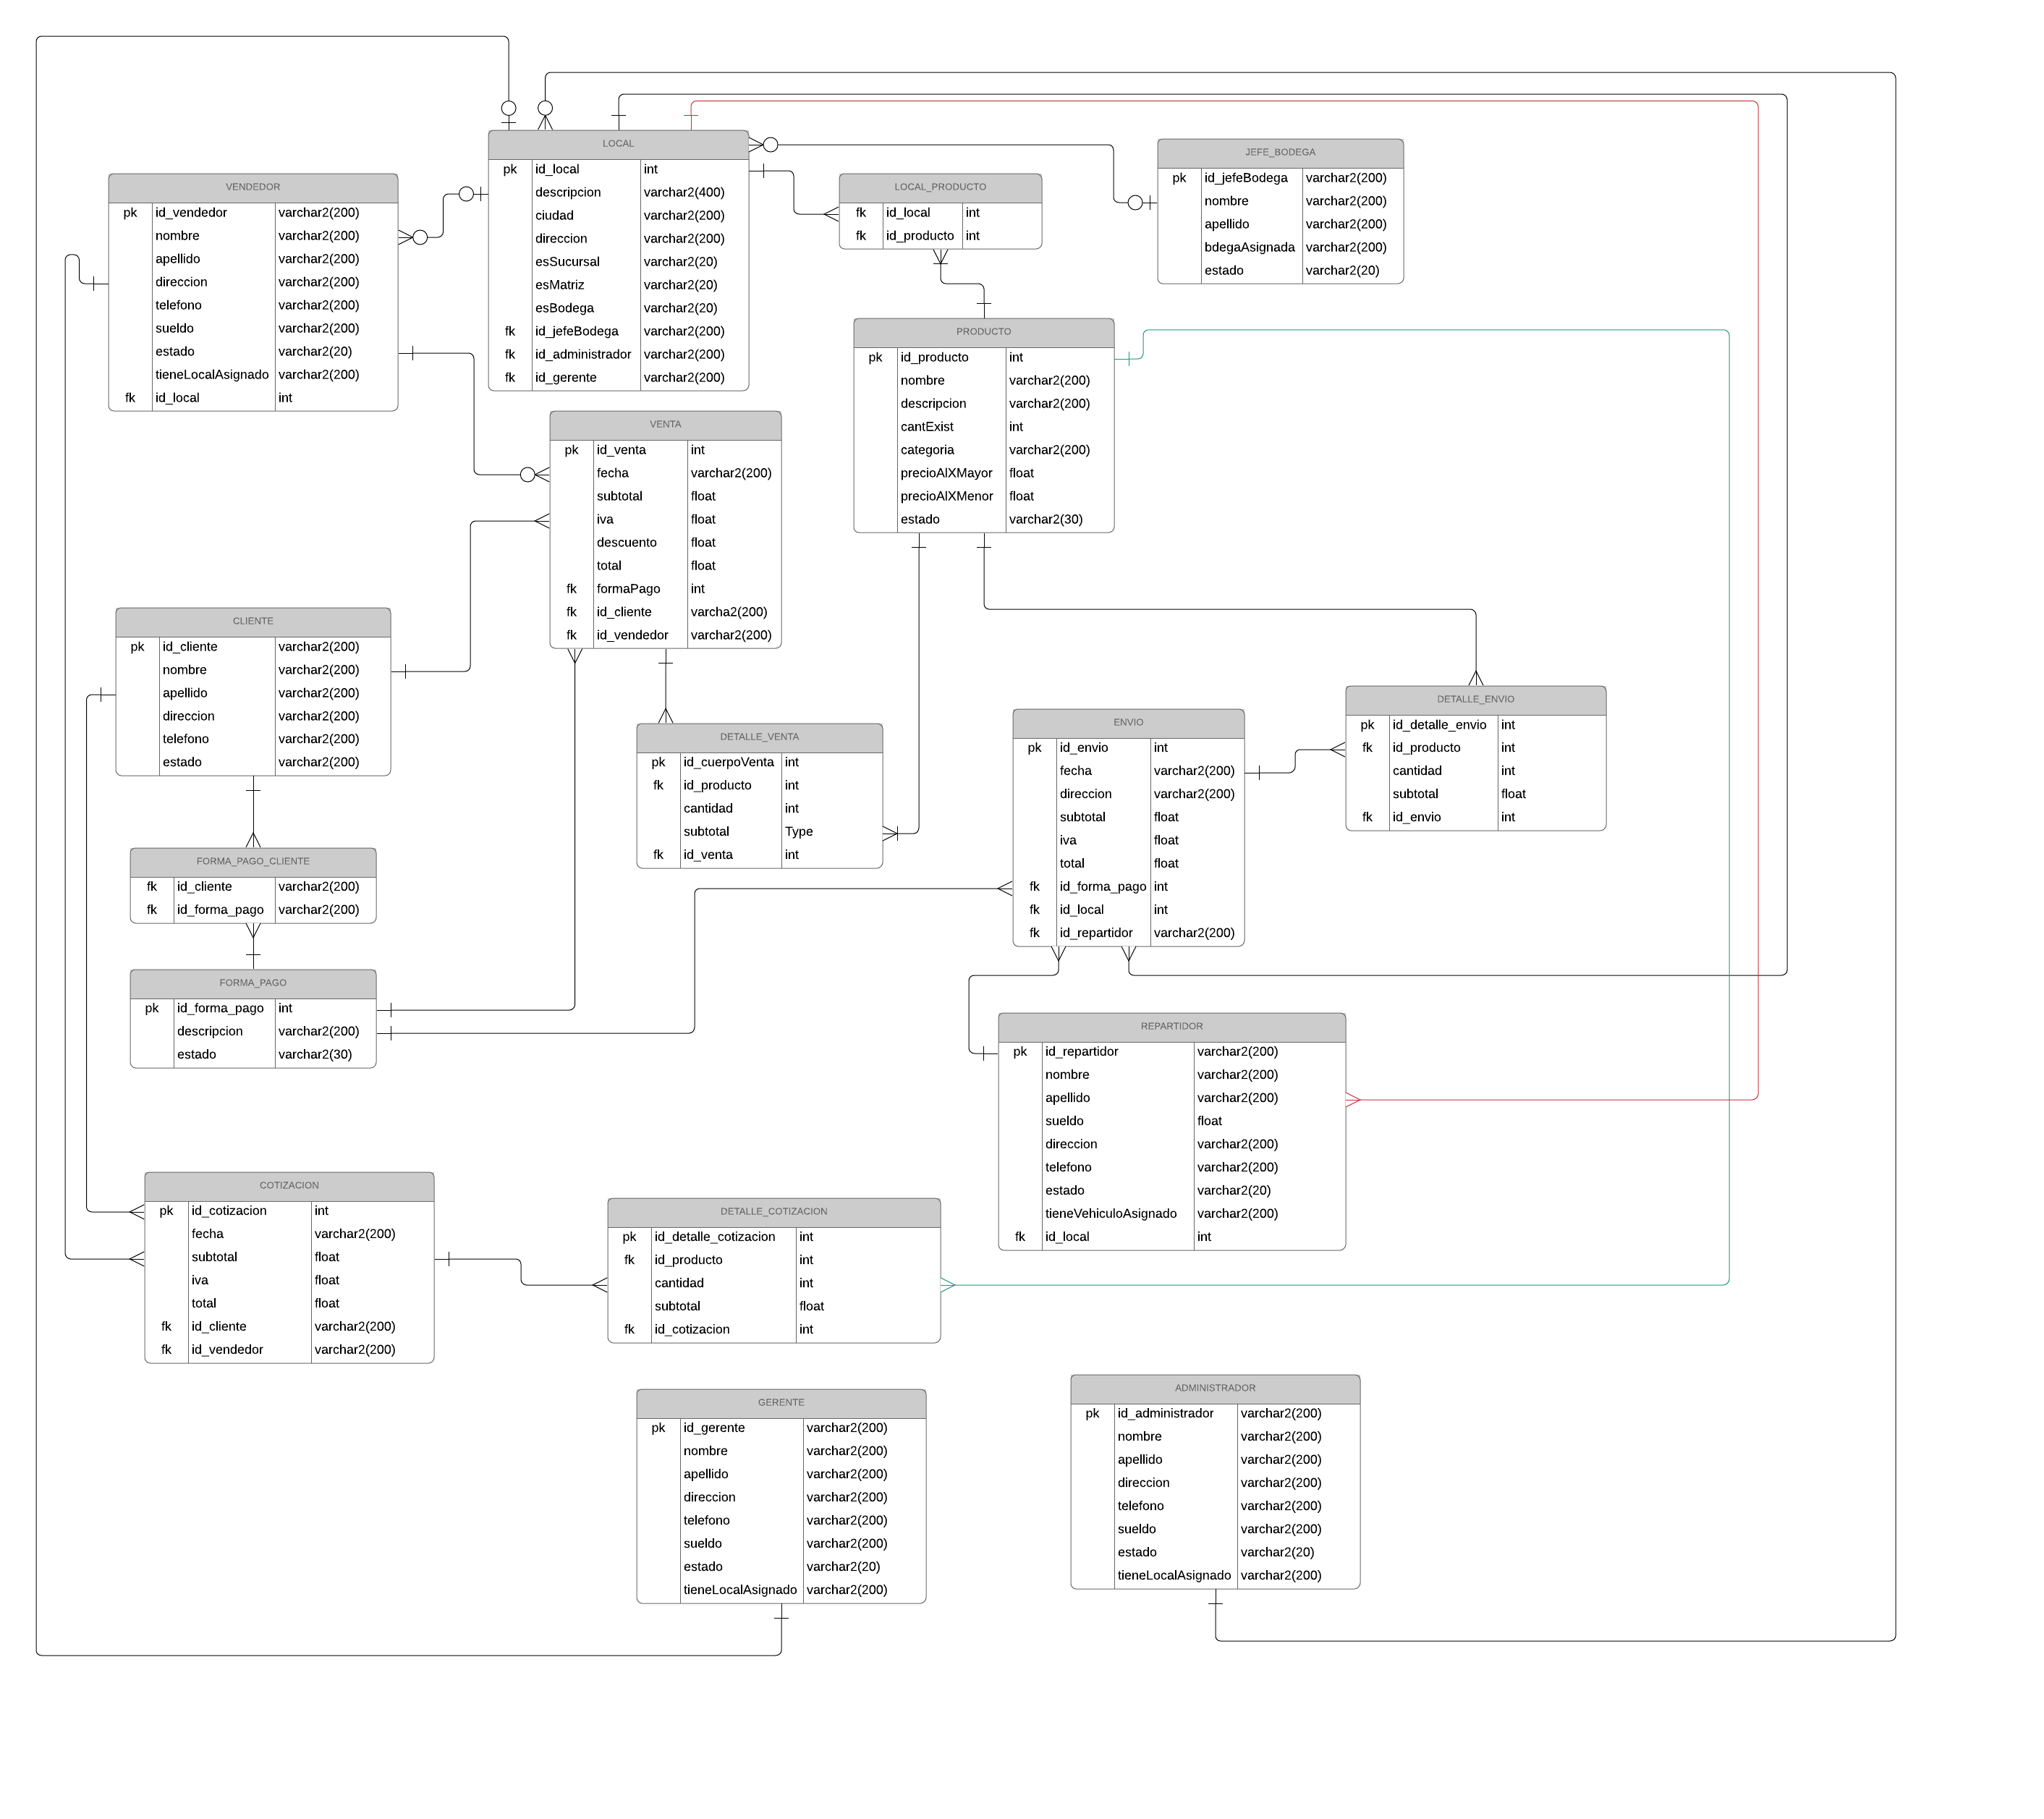 LOCAL
pk id_local int
descripcion varchar2(400)
ciudad varchar2(200)
direccion varchar2(200)
esSucursal varchar2(20)
esMatriz varchar2(20)
esBodega varchar2(20)
fk id_jefeBodega varchar2(200)
fk id_administrador varchar2(200)
fk id_gerente varchar2(200)
JEFE_BODEGA
pk id_jefeBodega varchar2(200)
nombre varchar2(200)
apellido varchar2(200)
bdegaAsignada varchar2(200)
estado varchar2(20)
VENDEDOR
pk id_vendedor varchar2(200)
nombre varchar2(200)
apellido varchar2(200)
direccion varchar2(200)
telefono varchar2(200)
sueldo varchar2(200)
estado varchar2(20)
tieneLocalAsignado varchar2(200)
fk id_local int
LOCAL_PRODUCTO
fk id_local int
fk id_producto int
PRODUCTO
pk id_producto int
nombre varchar2(200)
descripcion varchar2(200)
cantExist int
categoria varchar2(200)
precioAlXMayor float
precioAlXMenor float
estado varchar2(30)
VENTA
pk id_venta int
fecha varchar2(200)
subtotal float
iva float
descuento float
total float
fk formaPago int
fk id_cliente varcha2(200)
fk id_vendedor varchar2(200)
CLIENTE
pk id_cliente varchar2(200)
nombre varchar2(200)
apellido varchar2(200)
direccion varchar2(200)
telefono varchar2(200)
estado varchar2(200)
DETALLE_ENVIO
pk id_detalle_envio int
fk id_producto int
cantidad int
subtotal float
fk id_envio int
ENVIO
pk id_envio int
fecha varchar2(200)
direccion varchar2(200)
subtotal float
iva float
total float
fk id_forma_pago int
fk id_local int
fk id_repartidor varchar2(200)
DETALLE_VENTA
pk id_cuerpoVenta int
fk id_producto int
cantidad int
subtotal Type
fk id_venta int
FORMA_PAGO_CLIENTE
fk id_cliente varchar2(200)
fk id_forma_pago varchar2(200)
FORMA_PAGO
pk id_forma_pago int
descripcion varchar2(200)
estado varchar2(30)
REPARTIDOR
pk id_repartidor varchar2(200)
nombre varchar2(200)
apellido varchar2(200)
sueldo float
direccion varchar2(200)
telefono varchar2(200)
estado varchar2(20)
tieneVehiculoAsignado varchar2(200)
fk id_local int
COTIZACION
pk id_cotizacion int
fecha varchar2(200)
subtotal float
iva float
total float
fk id_cliente varchar2(200)
fk id_vendedor varchar2(200)
DETALLE_COTIZACION
pk id_detalle_cotizacion int
fk id_producto int
cantidad int
subtotal float
fk id_cotizacion int
GERENTE
pk id_gerente varchar2(200)
nombre varchar2(200)
apellido varchar2(200)
direccion varchar2(200)
telefono varchar2(200)
sueldo varchar2(200)
estado varchar2(20)
tieneLocalAsignado varchar2(200)
ADMINISTRADOR
pk id_administrador varchar2(200)
nombre varchar2(200)
apellido varchar2(200)
direccion varchar2(200)
telefono varchar2(200)
sueldo varchar2(200)
estado varchar2(20)
tieneLocalAsignado varchar2(200)